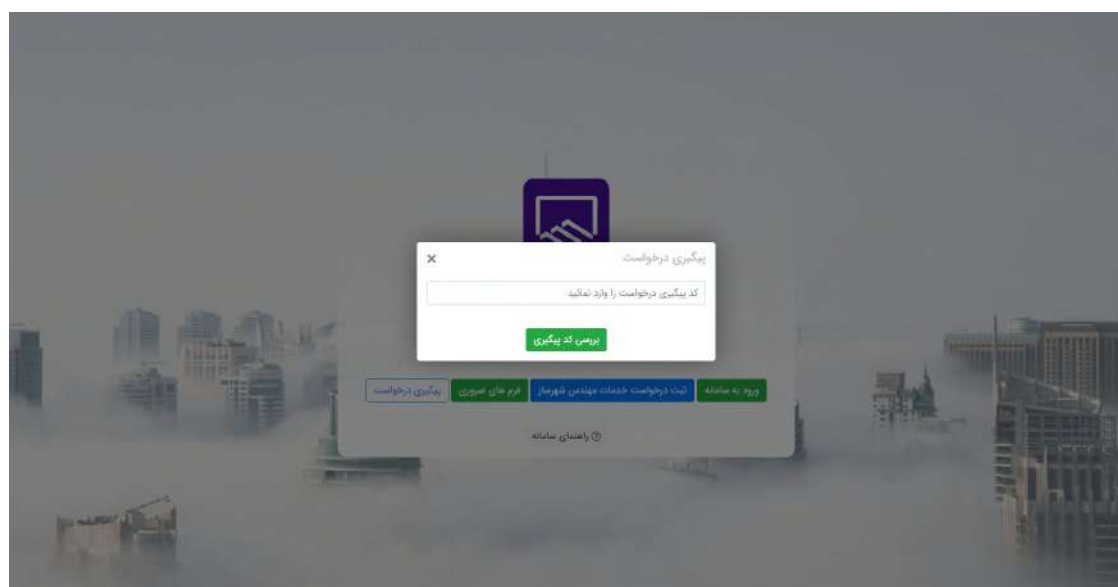 پیگیری درخواست
×
کد پیگیری درخواست را وارد نمائید
بررسی کد پیگیری
ورود به سامانه
ثبت درخواست خدمات مهندس شهرساز
فرم های ضروری
پیگیری درخواست
راهنمای سامانه